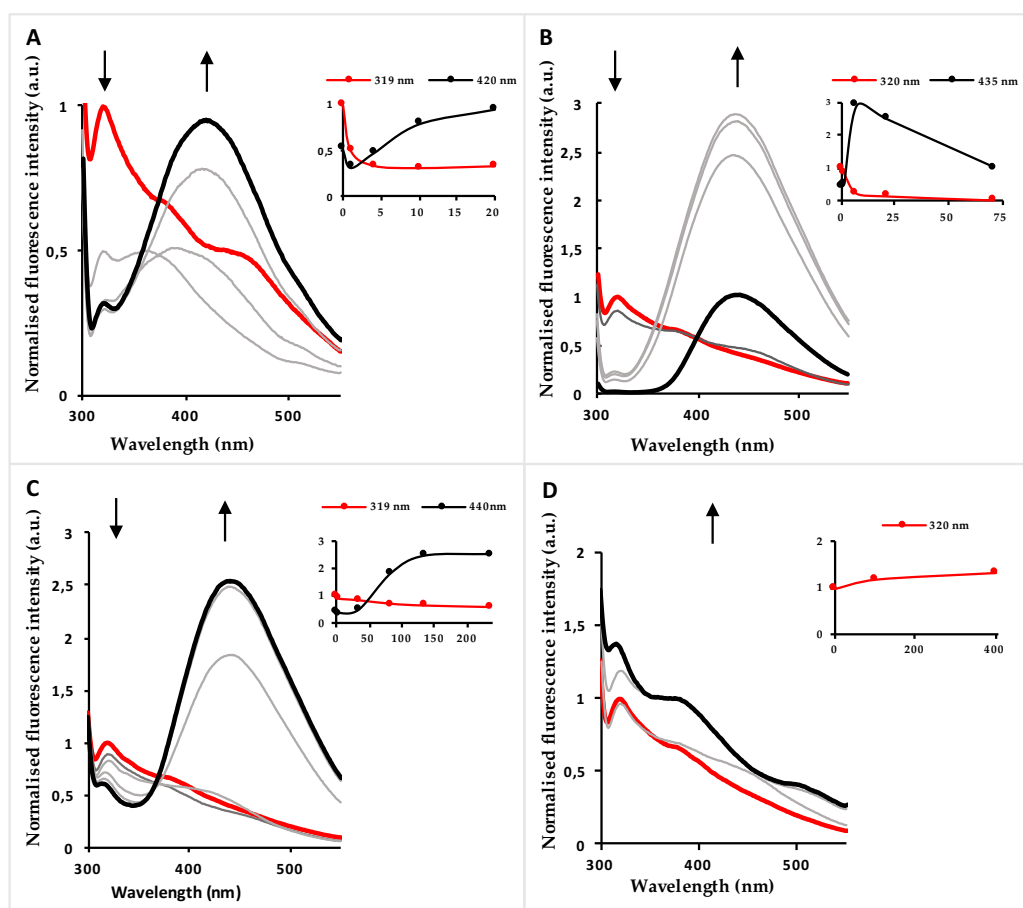 A
319 nm 420 nm
1
0,5
0
0 5 10 15 20
Normalised fluorescence intensity (a.u.)
1
0,5
0
300 400 500
Wavelength (nm)
B
320 nm 435 nm
3
2
1
0
0 25 50 75
Normalised fluorescence intensity (a.u.)
3
2,5
2
1,5
1
0,5
0
300 400 500
Wavelength (nm)
C
319 nm 440nm
3
2
1
0
0 50 100 150 200
Normalised fluorescence intensity (a.u.)
3
2,5
2
1,5
1
0,5
0
300 400 500
Wavelength (nm)
D
320 nm
2
1
0
0 200 400
Normalised fluorescence intensity (a.u.)
2
1,5
1
0,5
0
300 400 500
Wavelength (nm)